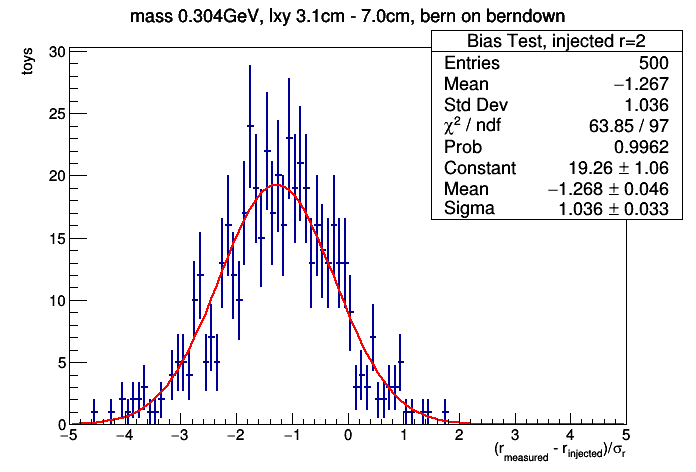 mass 0.304GeV, lxy 3.1cm - 7.0cm, bern on berndown
Bias Test, injected r=2
Entries 500
Mean −1.267
Std Dev 1.036
χ² / ndf 63.85 / 97
Prob 0.9962
Constant 19.26 ± 1.06
Mean −1.268 ± 0.046
Sigma 1.036 ± 0.033
toys
30
25
20
15
10
5
0
−5 −4 −3 −2 −1 0 1 2 3 4 5
(r_measured - r_injected)/σ_r